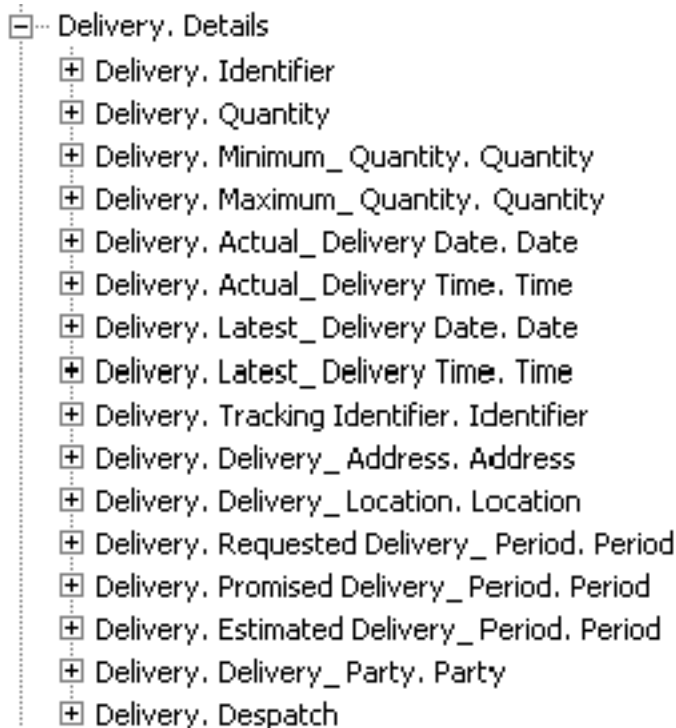 Delivery. Details
Delivery. Identifier
Delivery. Quantity
Delivery. Minimum_ Quantity. Quantity
Delivery. Maximum_ Quantity. Quantity
Delivery. Actual_ Delivery Date. Date
Delivery. Actual_ Delivery Time. Time
Delivery. Latest_ Delivery Date. Date
Delivery. Latest_ Delivery Time. Time
Delivery. Tracking Identifier. Identifier
Delivery. Delivery_ Address. Address
Delivery. Delivery_ Location. Location
Delivery. Requested Delivery_ Period. Period
Delivery. Promised Delivery_ Period. Period
Delivery. Estimated Delivery_ Period. Period
Delivery. Delivery_ Party. Party
Delivery. Despatch